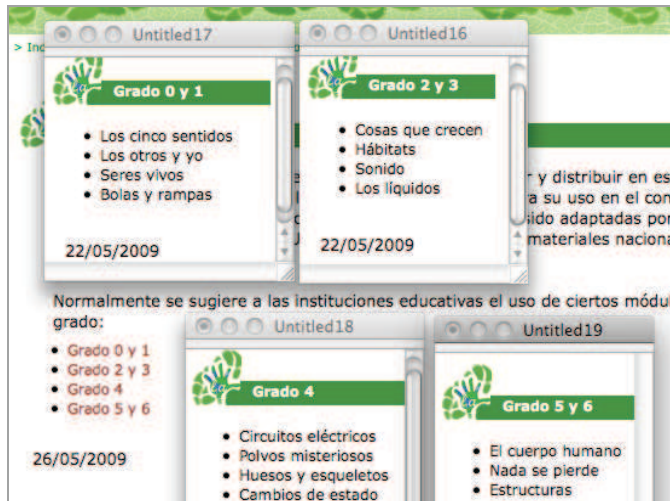 > Ind
Untitled17
Grado 0 y 1
• Los cinco sentidos
• Los otros y yo
• Seres vivos
• Bolas y rampas
22/05/2009
Untitled16
Grado 2 y 3
• Cosas que crecen
• Hábitats
• Sonido
• Los líquidos
22/05/2009
r y distribuir en es
a su uso en el con
ido adaptadas por
materiales naciona
Normalmente se sugiere a las instituciones educativas el uso de ciertos módul
grado:
• Grado 0 y 1
• Grado 2 y 3
• Grado 4
• Grado 5 y 6
26/05/2009
Untitled18
Grado 4
• Circuitos eléctricos
• Polvos misteriosos
• Huesos y esqueletos
• Cambios de estado
Untitled19
Grado 5 y 6
• El cuerpo humano
• Nada se pierde
• Estructuras